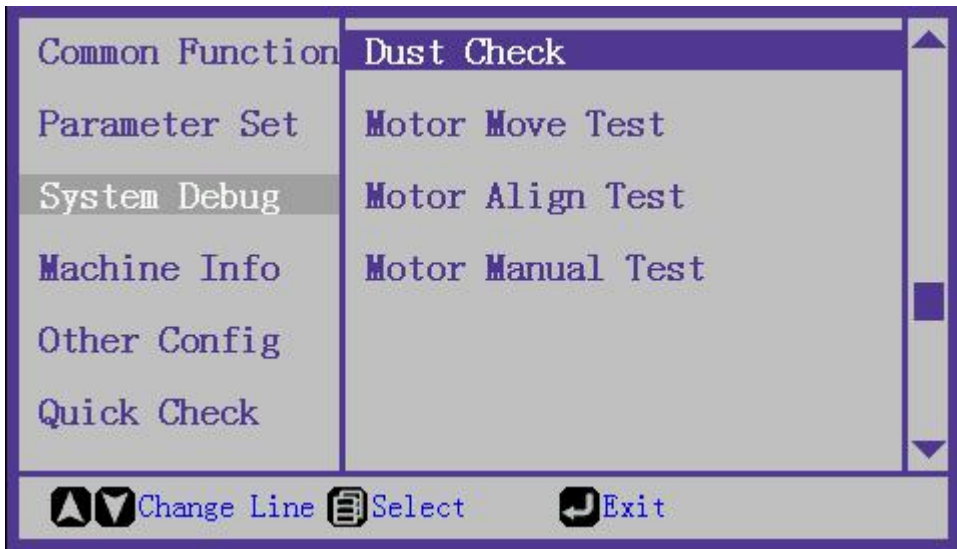 Common Function
Parameter Set
System Debug
Machine Info
Other Config
Quick Check
Dust Check
Motor Move Test
Motor Align Test
Motor Manual Test
Change Line Select Exit